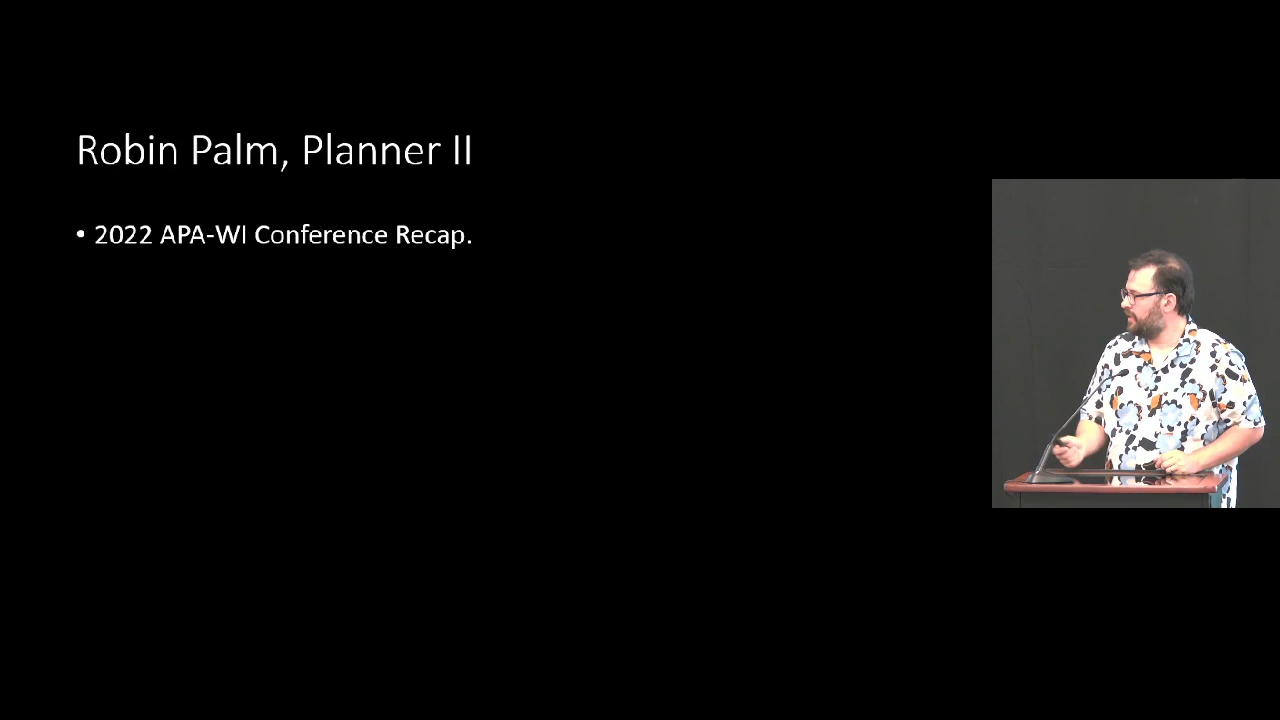 Robin Palm, Planner II
• 2022 APA-WI Conference Recap.